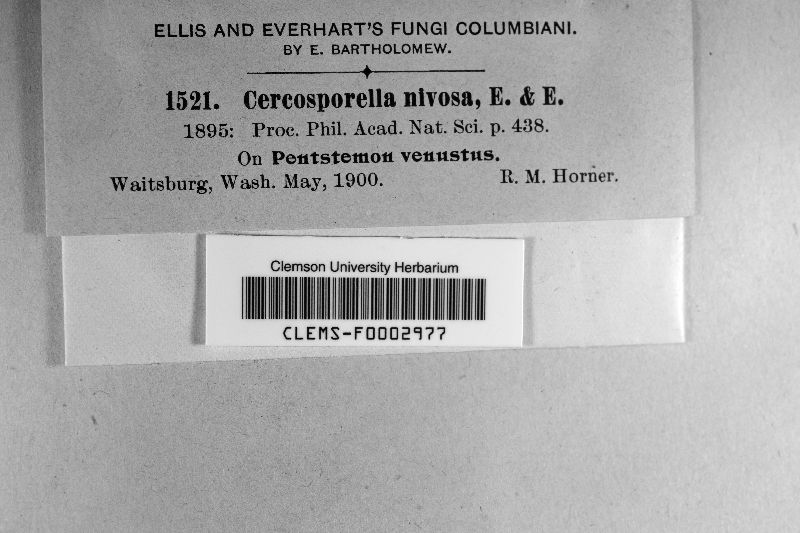 ELLIS AND EVERHART'S FUNGI COLUMBIANI.
BY E. BARTHOLOMEW.
1521. Cercosporella nivosa, E. & E.
1895: Proc. Phil. Acad. Nat. Sci. p. 438.
On Pentstemon venustus.
Waitsburg, Wash. May, 1900. R. M. Horner.
Clemson University Herbarium
CLEMS-F0002977